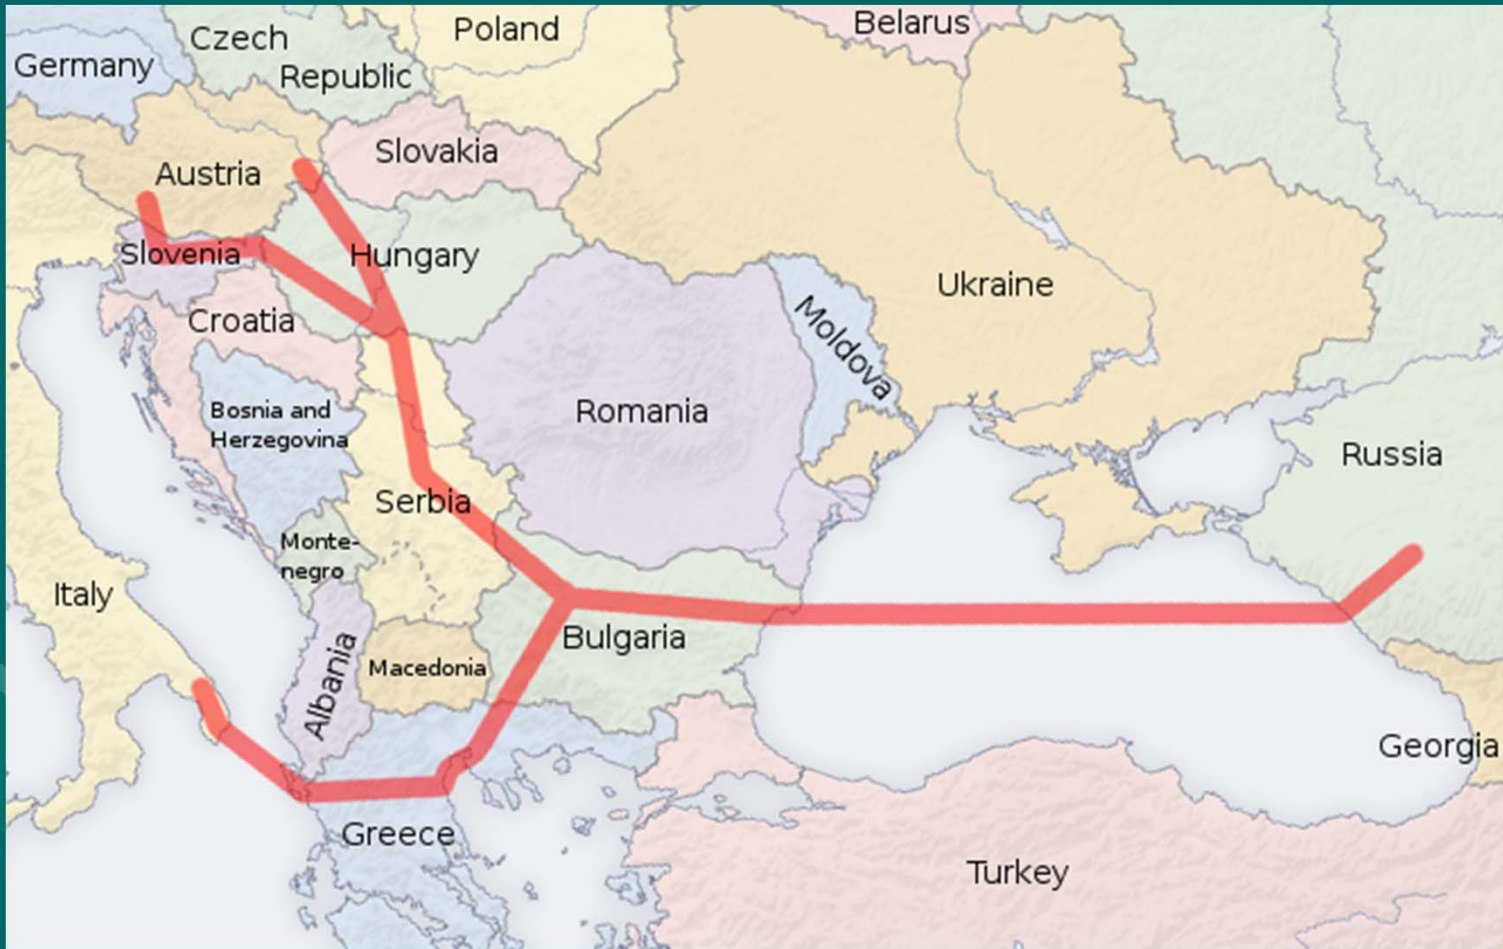 Belarus
Poland
Czech
Republic
Germany
Slovakia
Austria
Slovenia
Hungary
Ukraine
Moldova
Croatia
Romania
Bosnia and
Herzegovina
Russia
Serbia
Monte-
negro
Italy
Bulgaria
Macedonia
Albania
Georgia
Greece
Turkey